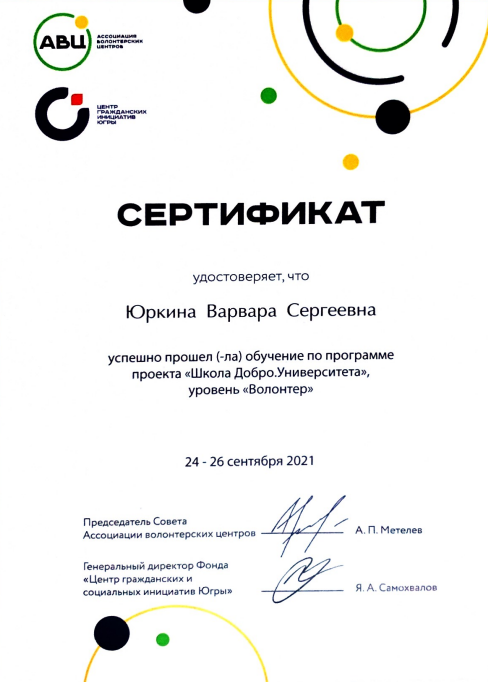 АВЦ
АССОЦИАЦИЯ
ВОЛОНТЕРСКИХ
ЦЕНТРОВ
ЦЕНТР
ГРАЖДАНСКИХ
ИНИЦИАТИВ
ЮГРЫ
СЕРТИФИКАТ
удостоверяет, что
Юркина Варвара Сергеевна
успешно прошел (-ла) обучение по программе
проекта «Школа Добро.Университета»,
уровень «Волонтер»
24 - 26 сентября 2021
Председатель Совета
Ассоциации волонтерских центров
А. П. Метелев
Генеральный директор Фонда
«Центр гражданских и
социальных инициатив Югры»
Я. А. Самохвалов